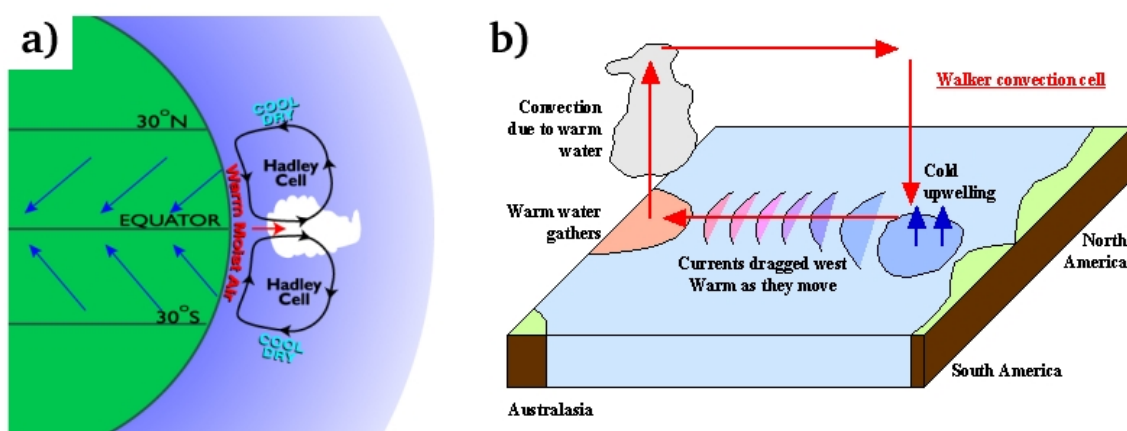 a)
30°N
COOL
DRY
Hadley
Cell
EQUATOR
Warm Moist Air
Hadley
Cell
30°S
COOL
DRY
b)
Walker convection cell
Convection
due to warm
water
Cold
upwelling
Warm water
gathers
Currents dragged west
Warm as they move
North
America
South America
Australasia